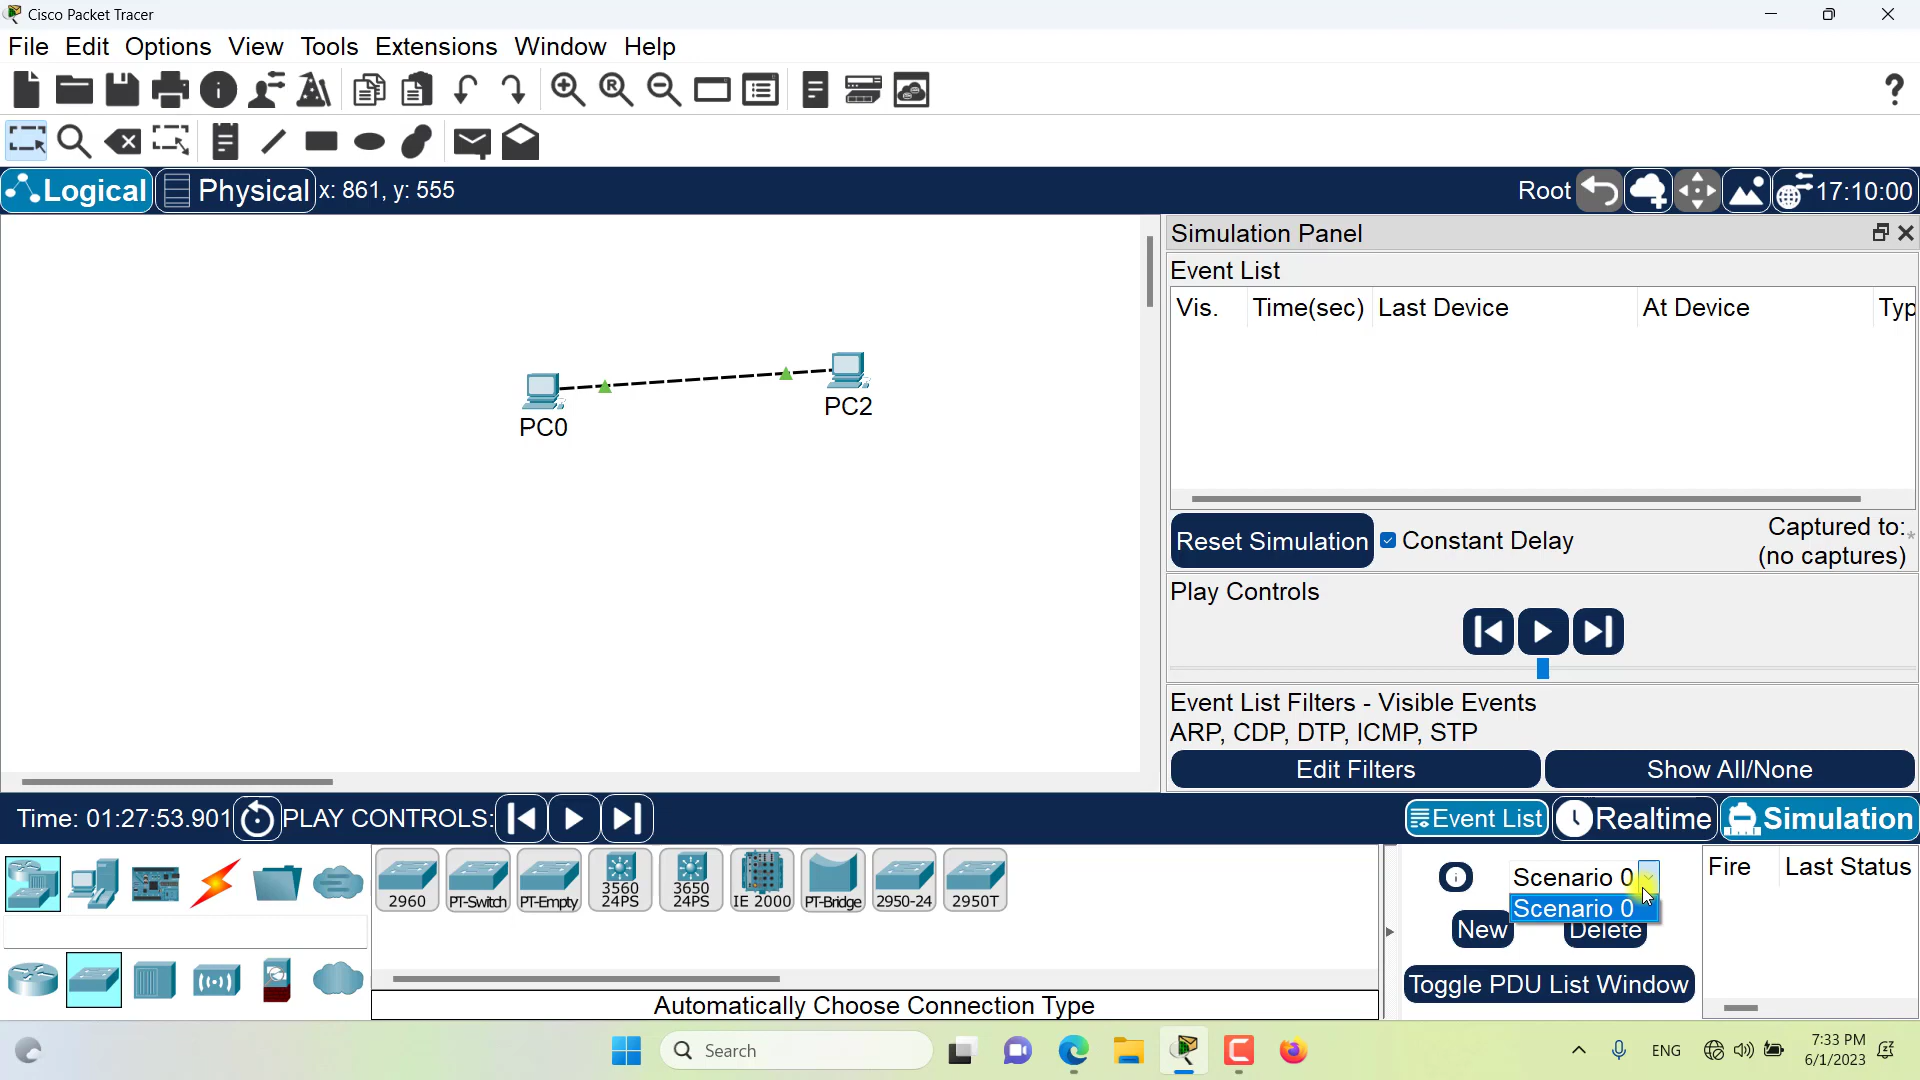 Cisco Packet Tracer
File Edit Options View Tools Extensions Window Help
Logical Physical x: 861, y: 555 Root 17:10:00
Simulation Panel
Event List
Vis. Time(sec) Last Device At Device Typ
PC0
PC2
Reset Simulation Constant Delay Captured to: *
(no captures)
Play Controls
Event List Filters - Visible Events
ARP, CDP, DTP, ICMP, STP
Edit Filters Show All/None
Time: 01:27:53.901 PLAY CONTROLS: Event List Realtime Simulation
2960 PT-Switch PT-Empty 3560 24PS 3650 24PS IE 2000 PT-Bridge 2950-24 2950T
Scenario 0
Scenario 0
New Delete
Toggle PDU List Window
Fire Last Status
Automatically Choose Connection Type
Search
ENG
7:33 PM
6/1/2023